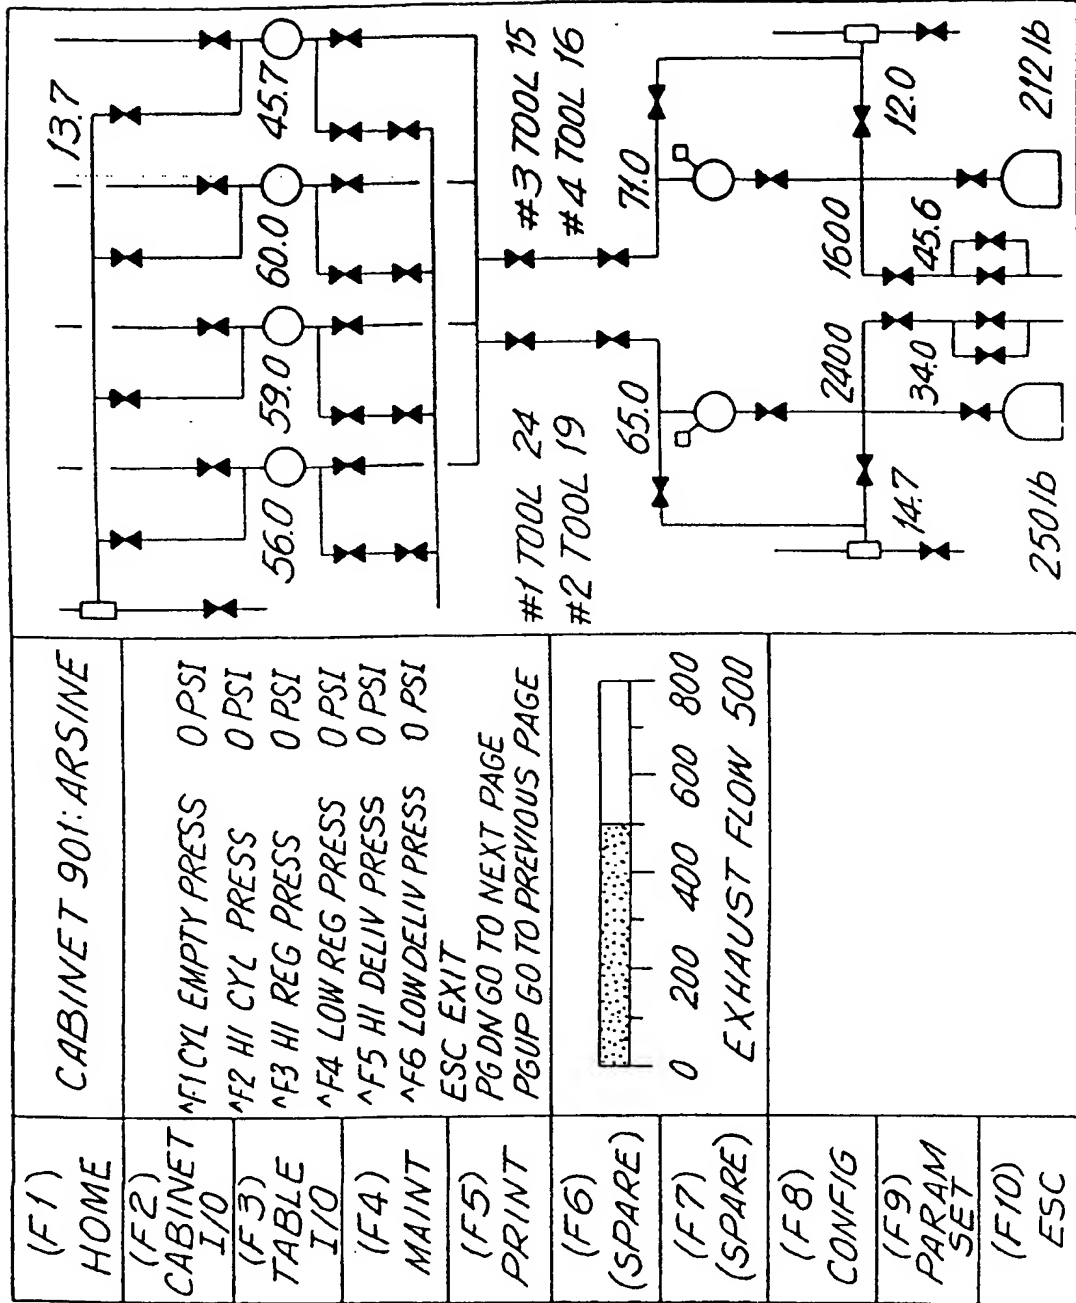 (F1)
HOME
(F2)
CABINET
I/O
(F3)
TABLE
I/O
(F4)
MAINT
(F5)
PRINT
(F6)
(SPARE)
(F7)
(SPARE)
(F8)
CONFIG
(F9)
PARAM
SET
(F10)
ESC
CABINET 901: ARSINE
^F1 CYL EMPTY PRESS 0 PSI
^F2 HI CYL PRESS 0 PSI
^F3 HI REG PRESS 0 PSI
^F4 LOW REG PRESS 0 PSI
^F5 HI DELIV PRESS 0 PSI
^F6 LOW DELIV PRESS 0 PSI
ESC EXIT
PG DN GO TO NEXT PAGE
PGUP GO TO PREVIOUS PAGE
0 200 400 600 800
EXHAUST FLOW 500
13.7
56.0 59.0 60.0 45.7
#1 TOOL 24
#2 TOOL 19
#3 TOOL 15
#4 TOOL 16
65.0 71.0
2400 1600
14.7 34.0 45.6 12.0
250 lb 212 lb